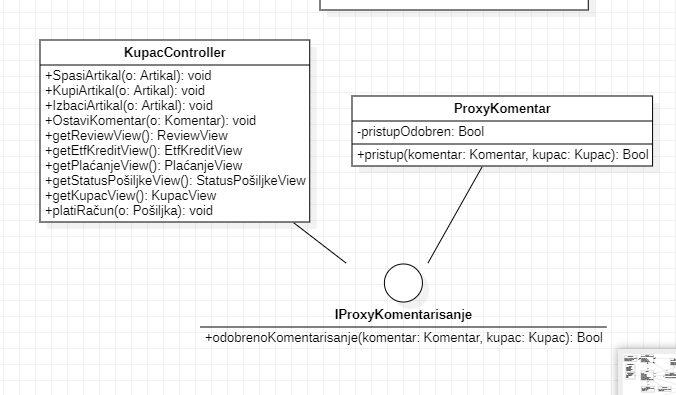 KupacController
+SpasiArtikal(o: Artikal): void
+KupiArtikal(o: Artikal): void
+IzbaciArtikal(o: Artikal): void
+OstaviKomentar(o: Komentar): void
+getReviewView(): ReviewView
+getEtfKreditView(): EtfKreditView
+getPlaćanjeView(): PlaćanjeView
+getStatusPošiljkeView(): StatusPošiljkeView
+getKupacView(): KupacView
+platiRačun(o: Pošiljka): void
ProxyKomentar
-pristupOdobren: Bool
+pristup(komentar: Komentar, kupac: Kupac): Bool
IProxyKomentarisanje
+odobrenoKomentarisanje(komentar: Komentar, kupac: Kupac): Bool